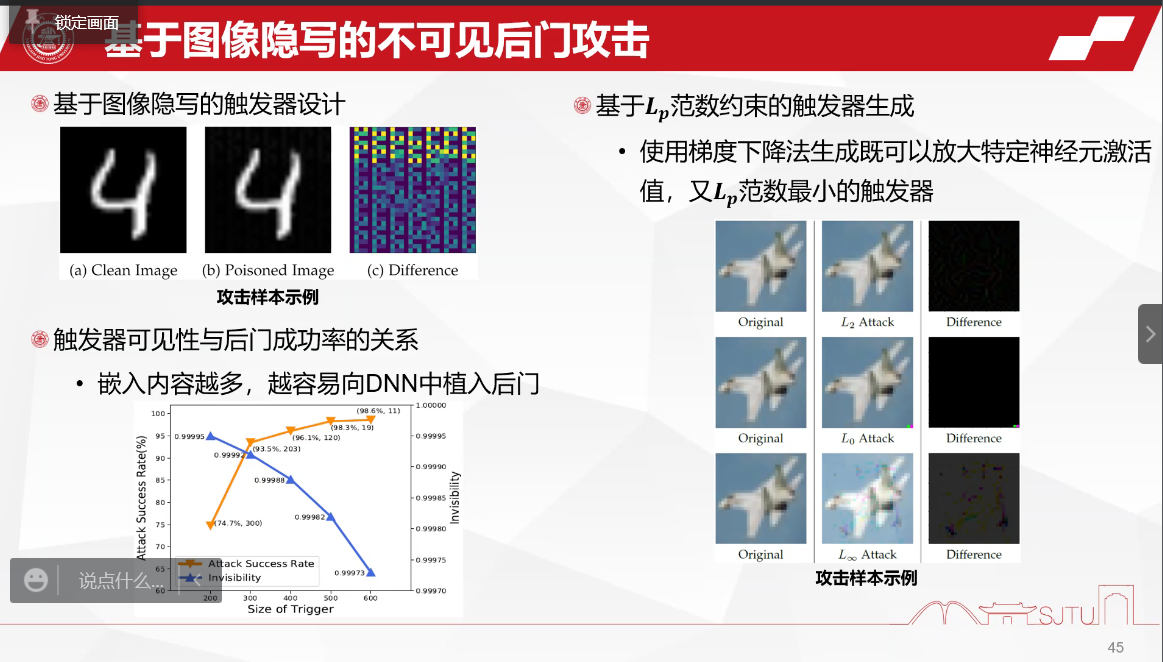 锁定画面
基于图像隐写的不可见后门攻击
基于图像隐写的触发器设计
(a) Clean Image
(b) Poisoned Image
(c) Difference
攻击样本示例
触发器可见性与后门成功率的关系
• 嵌入内容越多，越容易向DNN中植入后门
100
95
90
85
80
75
70
65
60
Attack Success Rate(%)
0.99995
0.99992
0.99988
0.99982
0.99973
(74.7%, 300)
(93.5%, 203)
(96.1%, 120)
(98.3%, 19)
(98.6%, 11)
1.00000
0.99995
0.99990
0.99985
0.99980
0.99975
0.99970
Invisibility
Attack Success Rate
Invisibility
200 300 400 500 600
Size of Trigger
说点什么...
基于Lp范数约束的触发器生成
• 使用梯度下降法生成既可以放大特定神经元激活
值，又Lp范数最小的触发器
Original
L2 Attack
Difference
Original
L0 Attack
Difference
Original
L∞ Attack
Difference
攻击样本示例
SJTU
45